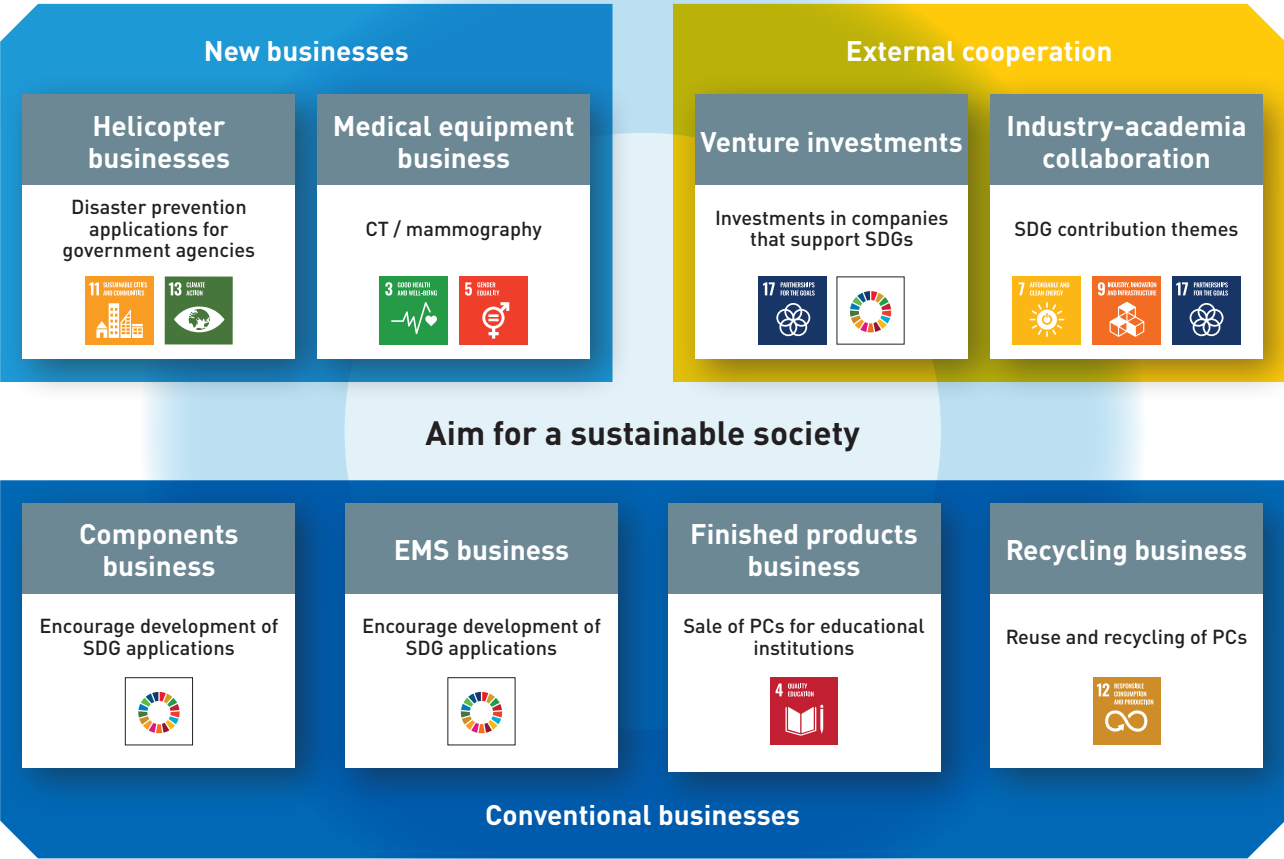 New businesses
Helicopter
businesses
Disaster prevention
applications for
government agencies
11 SUSTAINABLE CITIES
AND COMMUNITIES
13 CLIMATE
ACTION
Medical equipment
business
CT / mammography
3 GOOD HEALTH
AND WELL-BEING
5 GENDER
EQUALITY
External cooperation
Venture investments
Investments in companies
that support SDGs
17 PARTNERSHIPS
FOR THE GOALS
Industry-academia
collaboration
SDG contribution themes
7 AFFORDABLE AND
CLEAN ENERGY
9 INDUSTRY, INNOVATION
AND INFRASTRUCTURE
17 PARTNERSHIPS
FOR THE GOALS
Aim for a sustainable society
Components
business
Encourage development of
SDG applications
EMS business
Encourage development of
SDG applications
Finished products
business
Sale of PCs for educational
institutions
4 QUALITY
EDUCATION
Recycling business
Reuse and recycling of PCs
12 RESPONSIBLE
CONSUMPTION
AND PRODUCTION
Conventional businesses